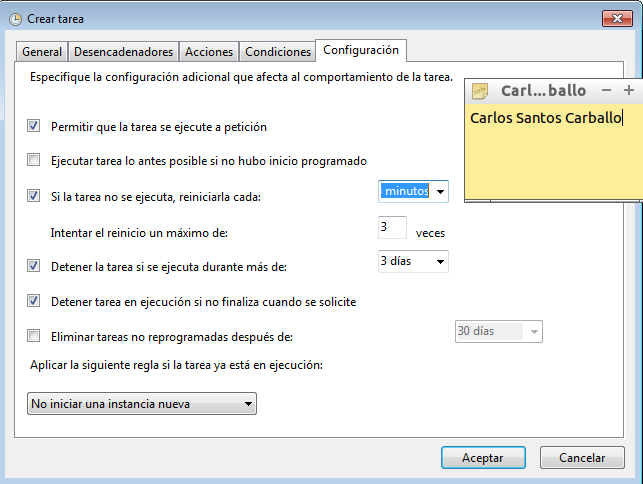 Crear tarea
General Desencadenadores Acciones Condiciones Configuración
Especifique la configuración adicional que afecta al comportamiento de la tarea.
Carl...ballo
Carlos Santos Carballo
Permitir que la tarea se ejecute a petición
Ejecutar tarea lo antes posible si no hubo inicio programado
Si la tarea no se ejecuta, reiniciarla cada: minutos
Intentar el reinicio un máximo de: 3 veces
Detener la tarea si se ejecuta durante más de: 3 días
Detener tarea en ejecución si no finaliza cuando se solicite
Eliminar tareas no reprogramadas después de: 30 días
Aplicar la siguiente regla si la tarea ya está en ejecución:
No iniciar una instancia nueva
Aceptar Cancelar